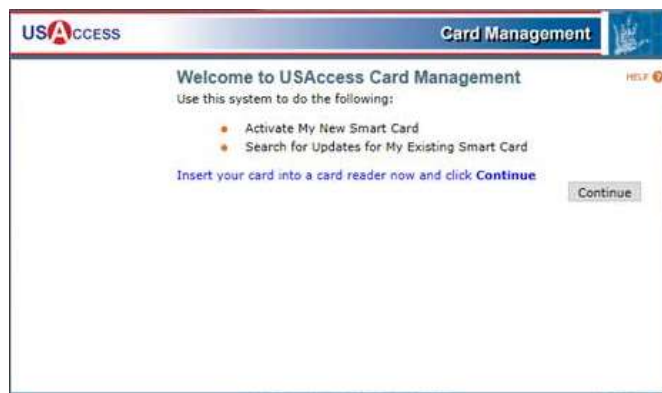 USAccess
Card Management
Welcome to USAccess Card Management
HELP ?
Use this system to do the following:
Activate My New Smart Card
Search for Updates for My Existing Smart Card
Insert your card into a card reader now and click Continue
Continue